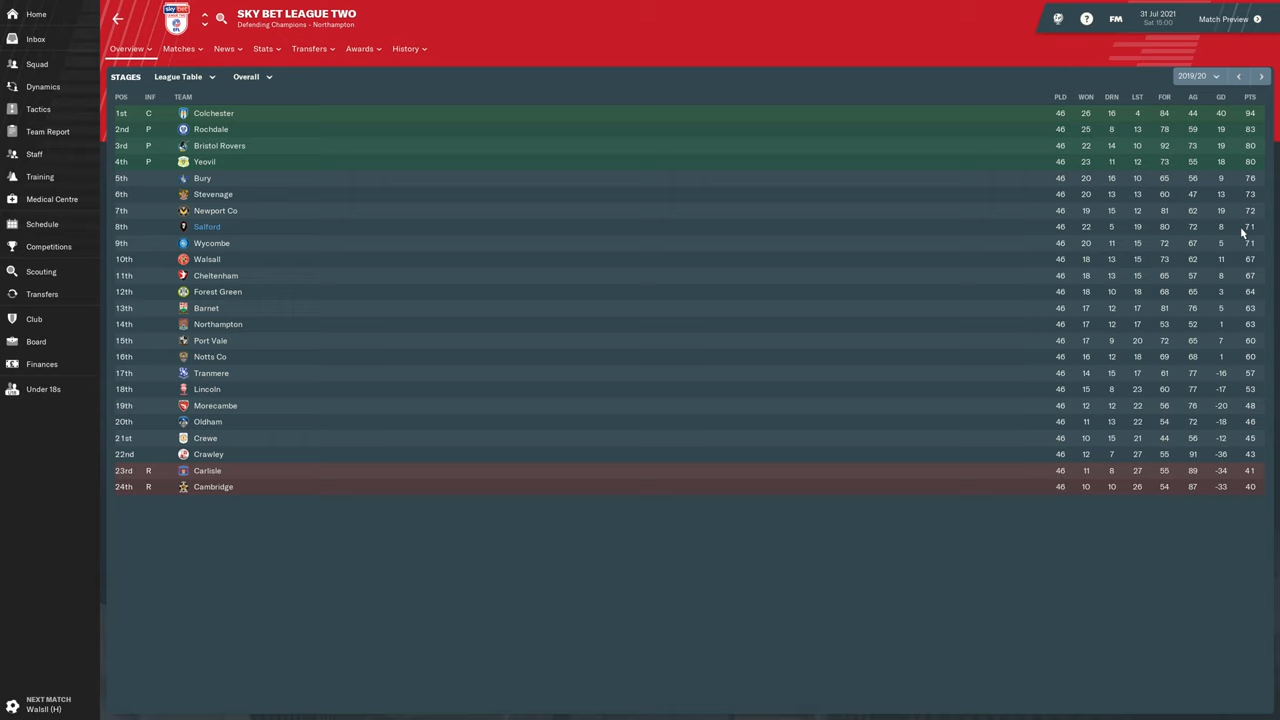 Home
Inbox
Squad
Dynamics
Tactics
Team Report
Staff
Training
Medical Centre
Schedule
Competitions
Scouting
Transfers
Club
Board
Finances
Under 18s
NEXT MATCH
Walsll (H)
sky bet
EFL
SKY BET LEAGUE TWO
Defending Champions - Northampton
? FM 31 Jul 2021 Match Preview
Sat 15:00
Overview Matches News Stats Transfers Awards History
STAGES League Table Overall 2019/20
POS INF TEAM PLD WON DRN LST FOR AG GD PTS
1st C Colchester 46 26 16 4 84 44 40 94
2nd P Rochdale 46 25 8 13 78 59 19 83
3rd P Bristol Rovers 46 22 14 10 92 73 19 80
4th P Yeovil 46 23 11 12 73 55 18 80
5th Bury 46 20 16 10 65 56 9 76
6th Stevenage 46 20 13 13 60 47 13 73
7th Newport Co 46 19 15 12 81 62 19 72
8th Salford 46 22 5 19 80 72 8 71
9th Wycombe 46 20 11 15 72 67 5 71
10th Walsall 46 18 13 15 73 62 11 67
11th Cheltenham 46 18 13 15 65 57 8 67
12th Forest Green 46 18 10 18 68 65 3 64
13th Barnet 46 17 12 17 81 76 5 63
14th Northampton 46 17 12 17 53 52 1 63
15th Port Vale 46 17 9 20 72 65 7 60
16th Notts Co 46 16 12 18 69 68 1 60
17th Tranmere 46 14 15 17 61 77 -16 57
18th Lincoln 46 15 8 23 60 77 -17 53
19th Morecambe 46 12 12 22 56 76 -20 48
20th Oldham 46 11 13 22 54 72 -18 46
21st Crewe 46 10 15 21 44 56 -12 45
22nd Crawley 46 12 7 27 55 91 -36 43
23rd R Carlisle 46 11 8 27 55 89 -34 41
24th R Cambridge 46 10 10 26 54 87 -33 40